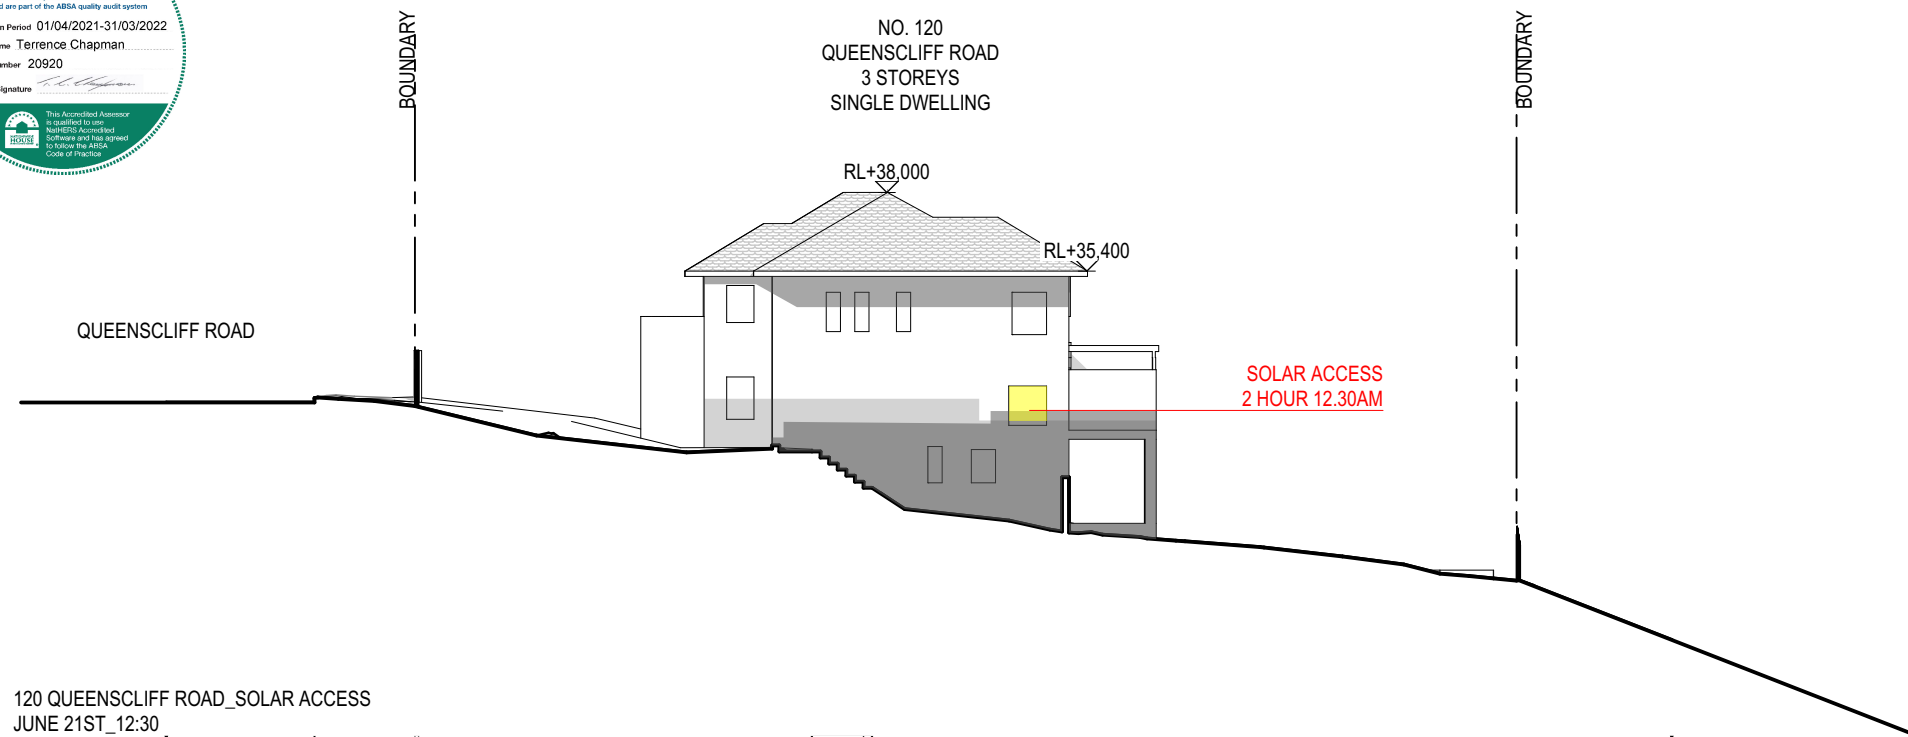 d are part of the ABSA quality audit system
n Period 01/04/2021-31/03/2022
me Terrence Chapman
umber 20920
Signature
This Accredited Assessor
is qualified to use
NatHERS Accredited
Software and has agreed
to follow the ABSA
Code of Practice
HOUSE
BOUNDARY
NO. 120
QUEENSCLIFF ROAD
3 STOREYS
SINGLE DWELLING
BOUNDARY
RL+38,000
RL+35,400
QUEENSCLIFF ROAD
SOLAR ACCESS
2 HOUR 12.30AM
120 QUEENSCLIFF ROAD_SOLAR ACCESS
JUNE 21ST_12:30